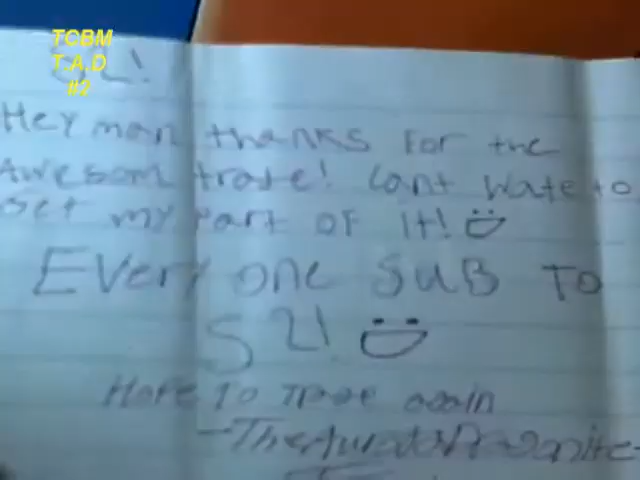 TCBM
T.A.D
#2
S2!
Hey man thanks for the
Awesom trade! Cant wate to
Get my part of it!
Every one SUB TO
S2!
Hope to trade again